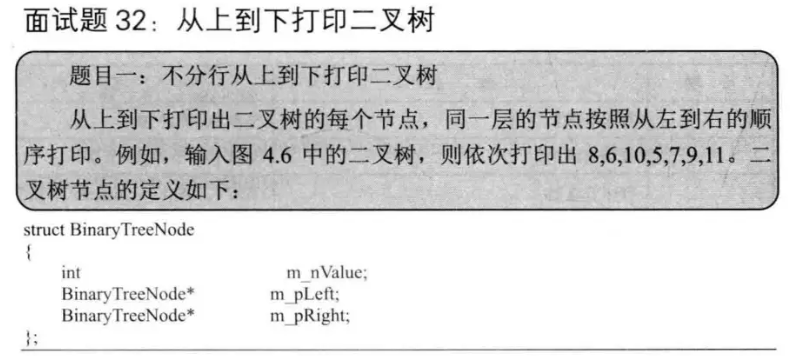 面试题 32：从上到下打印二叉树
题目一：不分行从上到下打印二叉树
从上到下打印出二叉树的每个节点，同一层的节点按照从左到右的顺
序打印。例如，输入图 4.6 中的二叉树，则依次打印出 8,6,10,5,7,9,11。二
叉树节点的定义如下：
struct BinaryTreeNode
{
int m_nValue;
BinaryTreeNode* m_pLeft;
BinaryTreeNode* m_pRight;
};